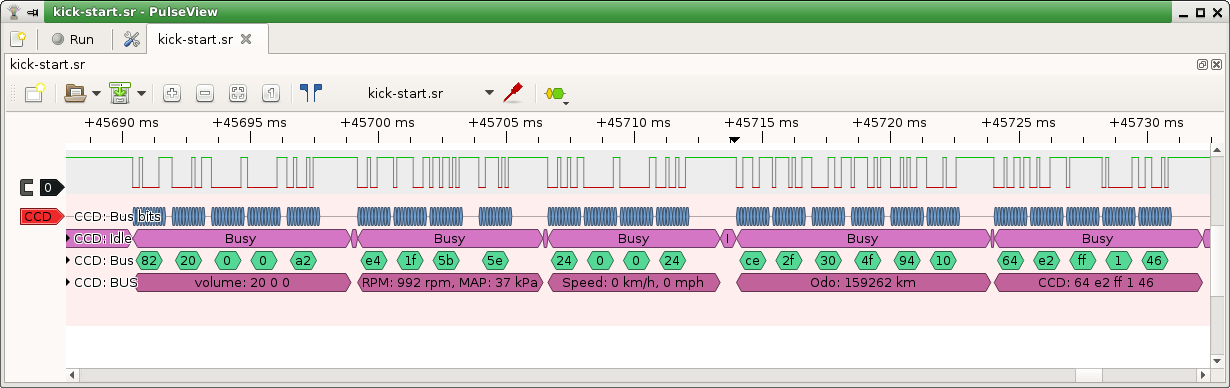 kick-start.sr - PulseView
Run kick-start.sr
kick-start.sr
kick-start.sr
+45690 ms +45695 ms +45700 ms +45705 ms +45710 ms +45715 ms +45720 ms +45725 ms +45730 ms
0
CCD CCD: Bus bits
CCD: Idle Busy Busy Busy I Busy Busy
CCD: Bus 82 20 0 0 a2 e4 1f 5b 5e 24 0 0 24 ce 2f 30 4f 94 10 64 e2 ff 1 46
CCD: BUS volume: 20 0 0 RPM: 992 rpm, MAP: 37 kPa Speed: 0 km/h, 0 mph Odo: 159262 km CCD: 64 e2 ff 1 46